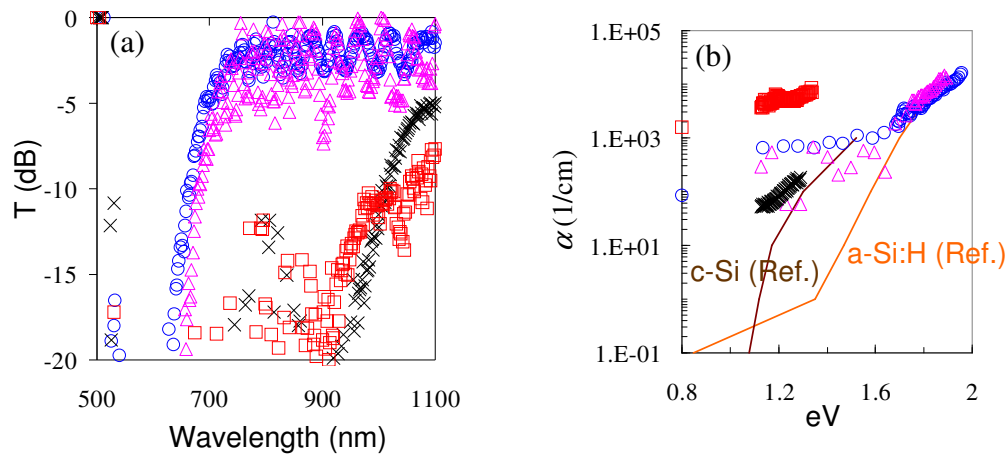 (a)
T (dB)
0
-5
-10
-15
-20
500
700
900
1100
Wavelength (nm)
(b)
α (1/cm)
1.E+05
1.E+03
1.E+01
1.E-01
c-Si (Ref.)
a-Si:H (Ref.)
0.8
1.2
1.6
2
eV